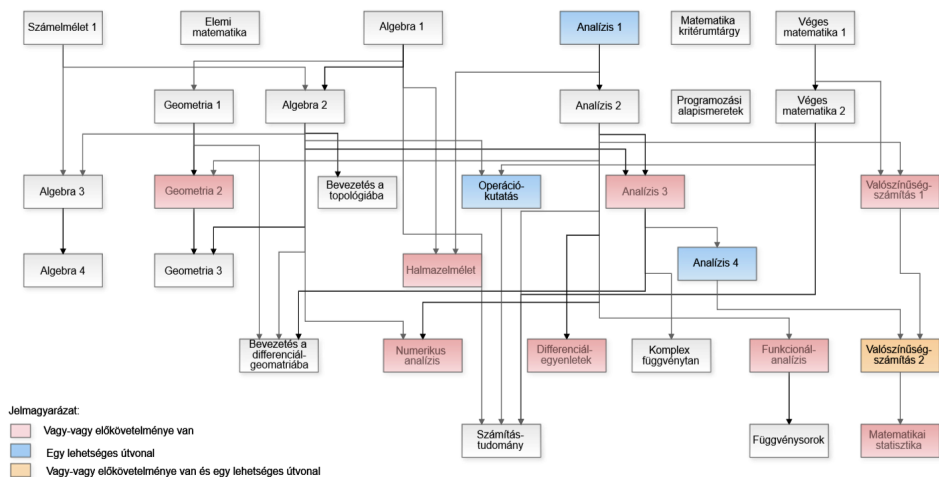 Számelmélet 1
Elemi
matematika
Algebra 1
Analízis 1
Matematika
kritérumtárgy
Véges
matematika 1
Geometria 1
Algebra 2
Analízis 2
Programozási
alapismeretek
Véges
matematika 2
Algebra 3
Geometria 2
Bevezetés a
topológiába
Operáció-
kutatás
Analízis 3
Valószínűség-
számítás 1
Algebra 4
Geometria 3
Halmazelmélet
Analízis 4
Bevezetés a
differenciál-
geomatriába
Numerikus
analízis
Differenciál-
egyenletek
Komplex
függvénytan
Funkcionál-
analízis
Valószínűség-
számítás 2
Számítás-
tudomány
Függvénysorok
Matematikai
statisztika
Jelmagyarázat:
Vagy-vagy előkövetelménye van
Egy lehetséges útvonal
Vagy-vagy előkövetelménye van és egy lehetséges útvonal